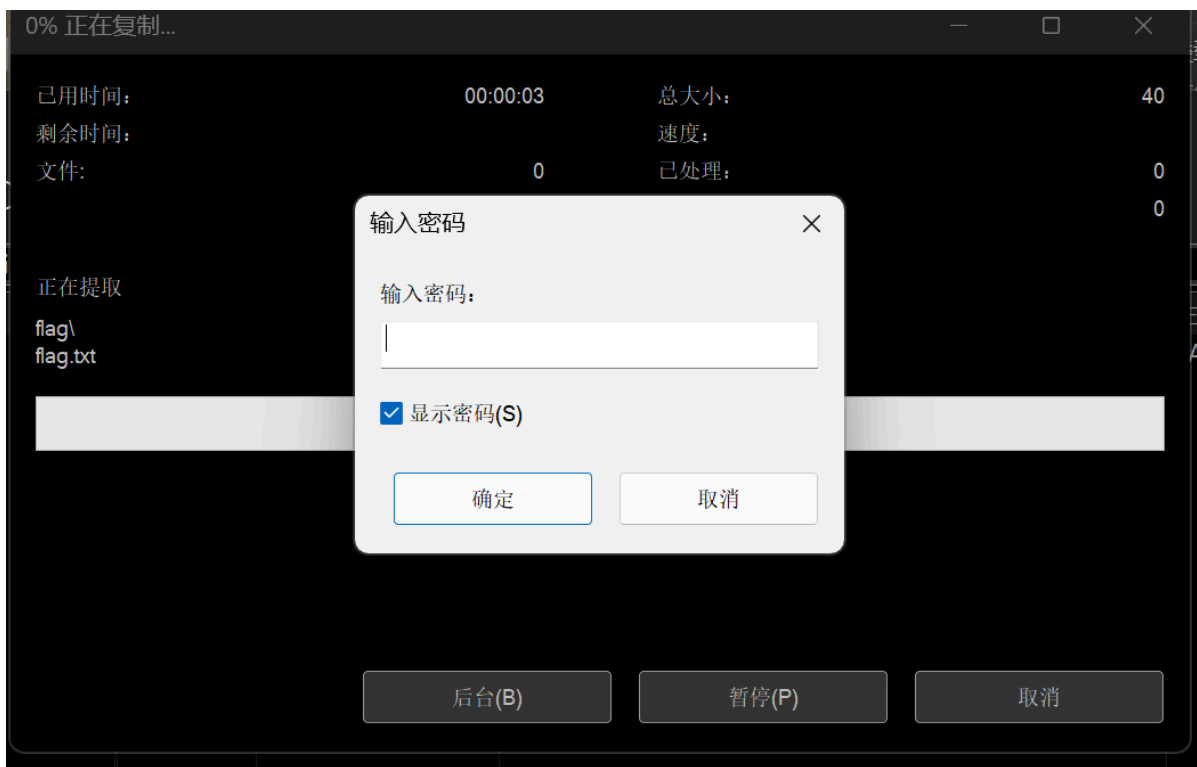 0% 正在复制...
已用时间: 00:00:03 总大小: 40
剩余时间: 速度:
文件: 0 已处理: 0
0
输入密码
正在提取
输入密码:
flag\
flag.txt
显示密码(S)
确定 取消
后台(B) 暂停(P) 取消